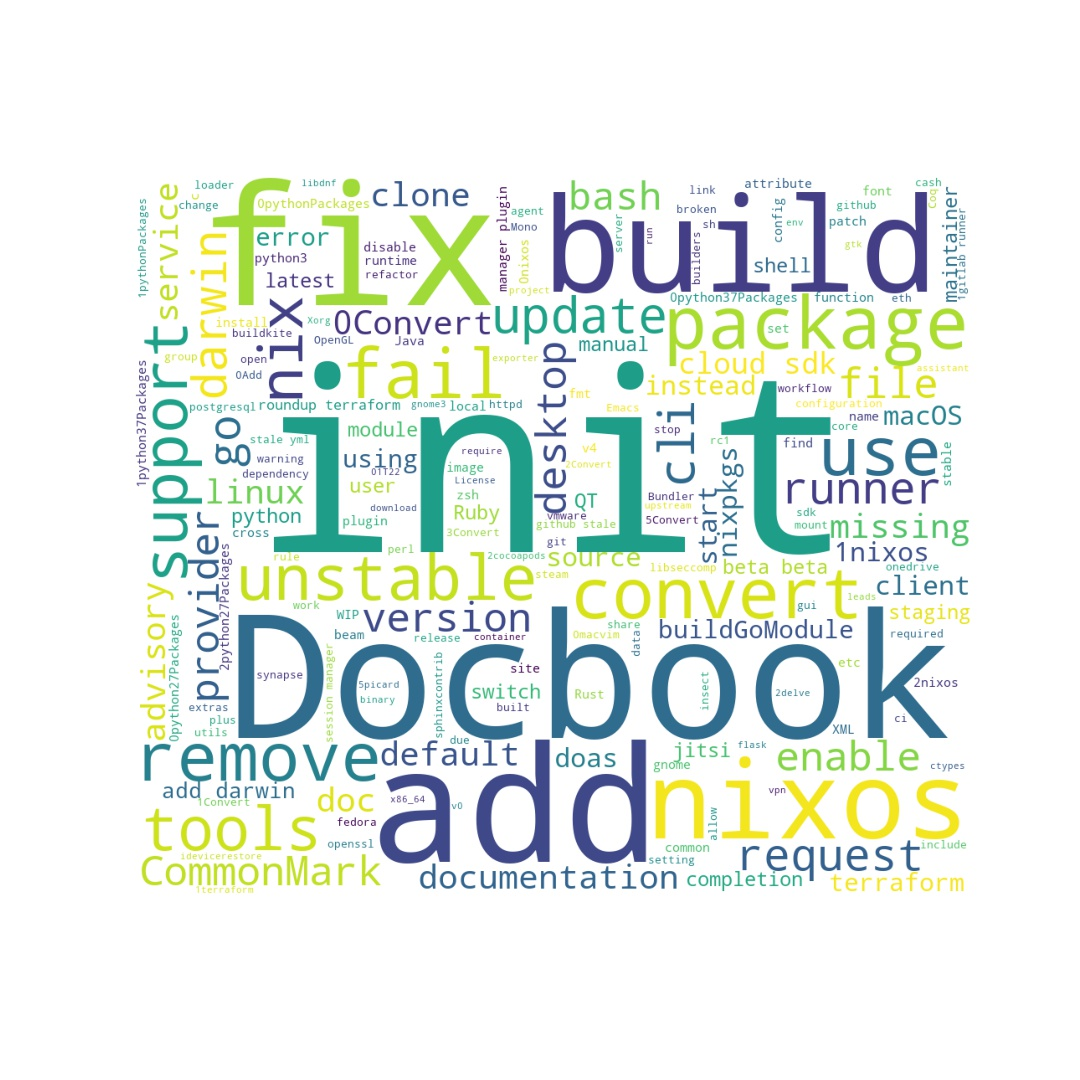 loader
libdnf
change
c
OpythonPackages
1pythonPackages
service
fix
clone
manager plugin
agent
Mono
bash
link
attribute
font
cash
Coq
maintainer
1gitlab runner
broken
sh
config
env
github
patch
gtk
server
run
builders
build
shell
error
python3
latest
disable
runtime
refactor
0nixos
project
darwin
nix
install
buildkite
Xorg
OpenGL
Java
0Convert
update
manual
0python37Packages
function
eth
set
package
support
group
open
0Add
fail
exporter
desktop
fmt
cloud sdk
instead
workflow
file
assistant
configuration
1python37Packages
postgresql
roundup terraform
gnome3
local
httpd
Emacs
stop
cli
rc1
find
name
macOS
core
go
stale yml
warning
dependency
using
0TT22
module
require
image
License
v4
2Convert
QT
init
use
stable
linux
user
zsh
Ruby
download
vmware
github stale
Bundler
upstream
5Convert
start
nixpkgs
runner
sdk
mount
missing
python
cross
plugin
3Convert
git
perl
2cocoapods
source
libseccomp
beta beta
1nixos
onedrive
rule
provider
2python27Packages
unstable
steam
convert
leads
client
advisory
0python27Packages
work
WIP
version
beam
release
container
share
0macvim
data
buildGoModule
gui
staging
required
synapse
session manager
5picard
binary
sphinxcontrib
site
switch
built
Rust
insect
2delve
etc
2nixos
ci
XML
Docbook
extras
plus
utils
due
remove
default
doas
jitsi
flask
gnome
enable
ctypes
add darwin
1Convert
doc
x86_64
v0
add
vpn
nixos
tools
fedora
openssl
allow
common
setting
request
include
idevicerestore
CommonMark
1terraform
documentation
completion
terraform